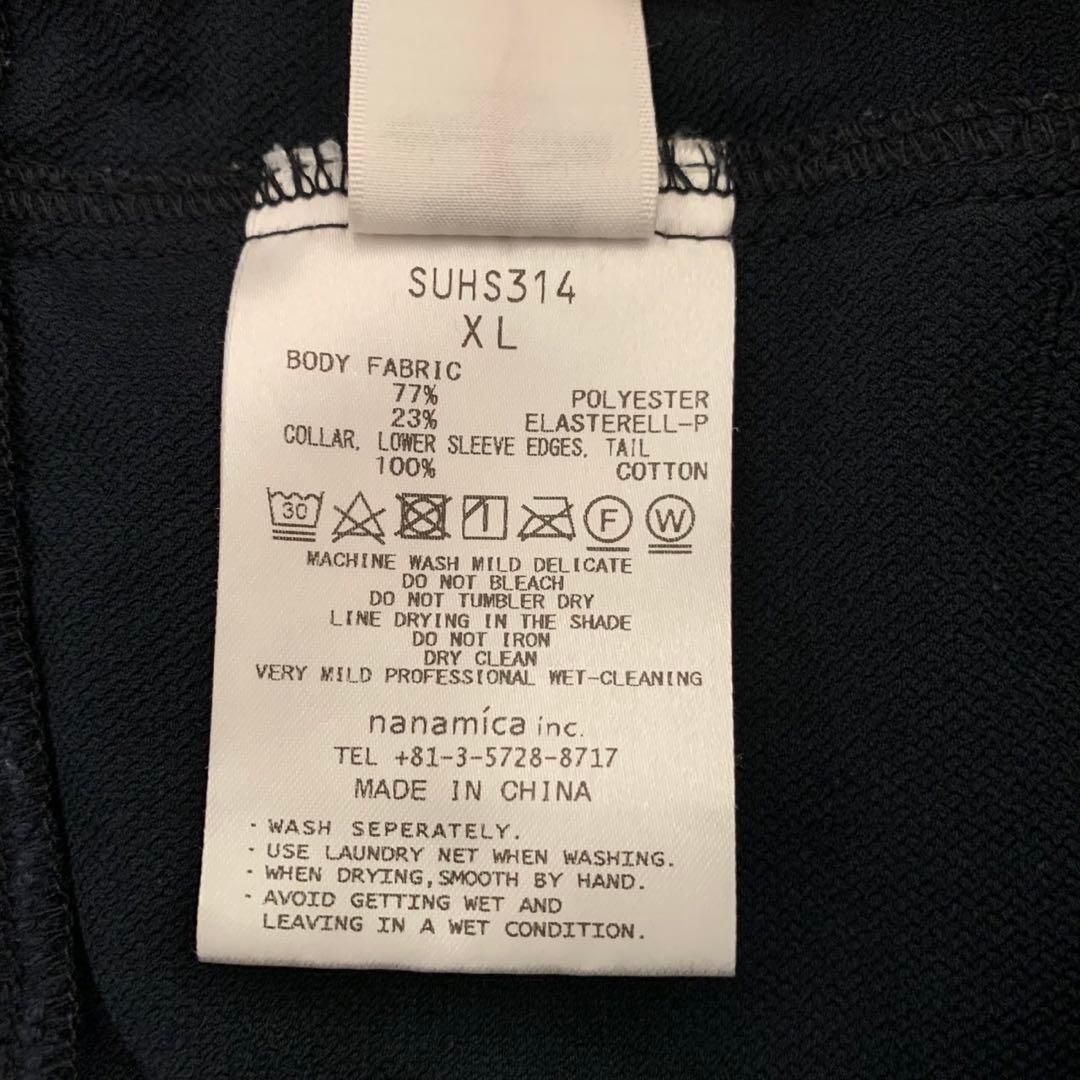 SUHS314
XL
BODY FABRIC
77% POLYESTER
23% ELASTERELL-P
COLLAR, LOWER SLEEVE EDGES, TAIL
100% COTTON
30 F W
MACHINE WASH MILD DELICATE
DO NOT BLEACH
DO NOT TUMBLER DRY
LINE DRYING IN THE SHADE
DO NOT IRON
DRY CLEAN
VERY MILD PROFESSIONAL WET-CLEANING
nanamíca inc.
TEL +81-3-5728-8717
MADE IN CHINA
· WASH SEPERATELY.
· USE LAUNDRY NET WHEN WASHING.
· WHEN DRYING,SMOOTH BY HAND.
· AVOID GETTING WET AND
LEAVING IN A WET CONDITION.